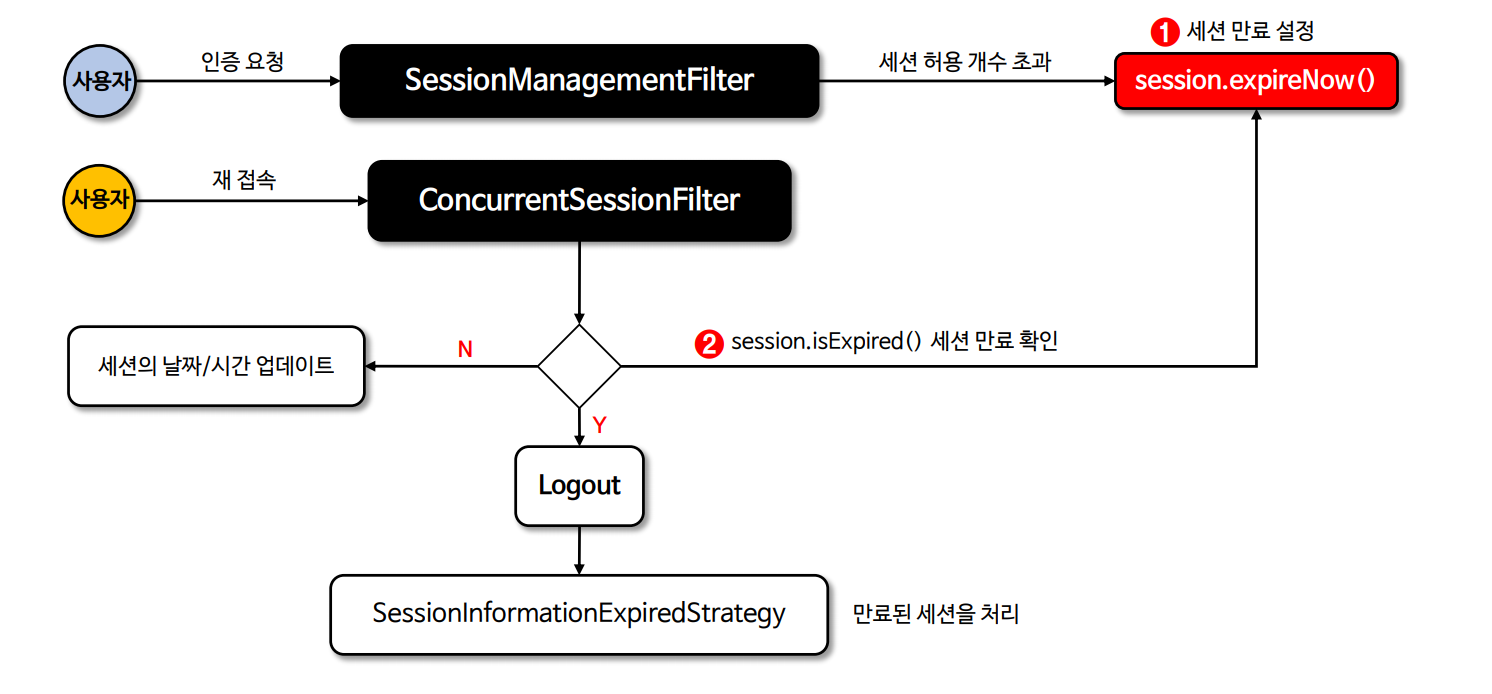 ❶ 세션 만료 설정
사용자
인증 요청
SessionManagementFilter
세션 허용 개수 초과
session.expireNow()
사용자
재 접속
ConcurrentSessionFilter
세션의 날짜/시간 업데이트
N
❷ session.isExpired() 세션 만료 확인
Y
Logout
SessionInformationExpiredStrategy
만료된 세션을 처리